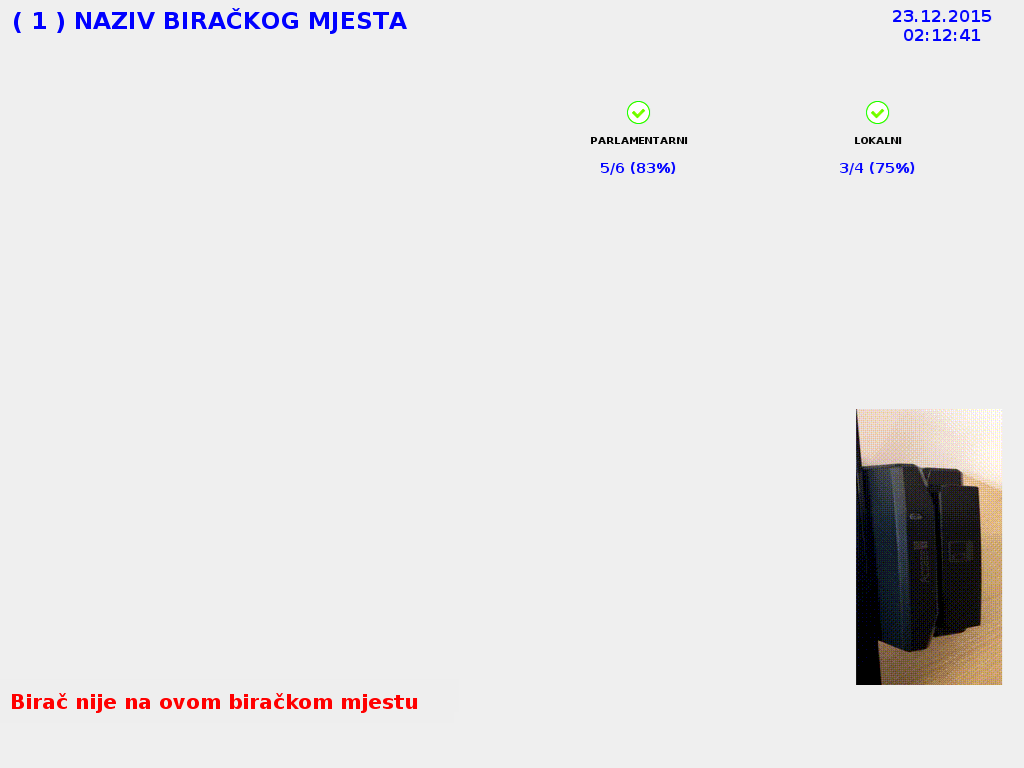 ( 1 ) NAZIV BIRAČKOG MJESTA
23.12.2015
02:12:41
PARLAMENTARNI
LOKALNI
5/6 (83%)
3/4 (75%)
Birač nije na ovom biračkom mjestu